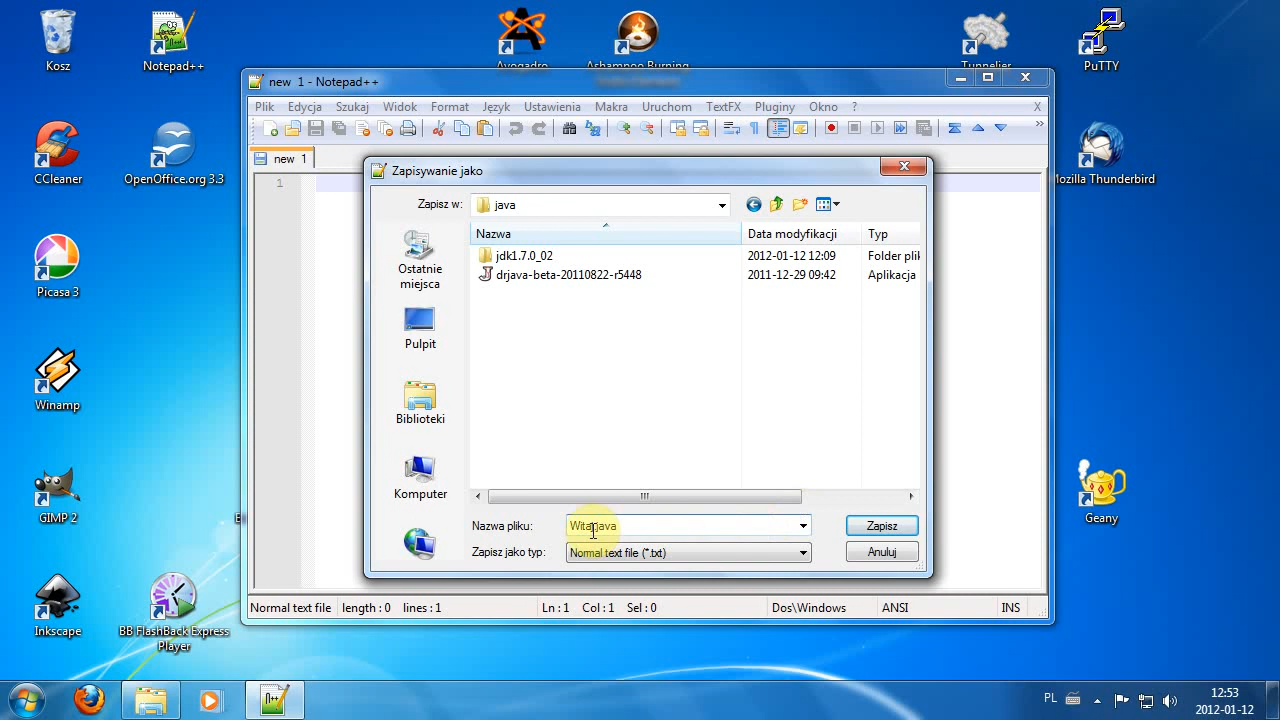 Kosz
Notepad++
Avogadro
Ashampoo Burning
Tunnelier
PuTTY
new 1 - Notepad++
Plik Edycja Szukaj Widok Format Język Ustawienia Makra Uruchom TextFX Pluginy Okno ? X
new 1
1
CCleaner
OpenOffice.org 3.3
Mozilla Thunderbird
Zapisywanie jako
Zapisz w: java
Nazwa Data modyfikacji Typ
jdk1.7.0_02 2012-01-12 12:09 Folder plik
drjava-beta-20110822-r5448 2011-12-29 09:42 Aplikacja
Ostatnie
miejsca
Pulpit
Biblioteki
Komputer
Picasa 3
Winamp
GIMP 2
Geany
Nazwa pliku: Witaj.java Zapisz
Zapisz jako typ: Normal text file (*.txt) Anuluj
Normal text file length : 0 lines : 1 Ln : 1 Col : 1 Sel : 0 Dos\Windows ANSI INS
Inkscape
BB FlashBack Express
Player
PL 12:53
2012-01-12